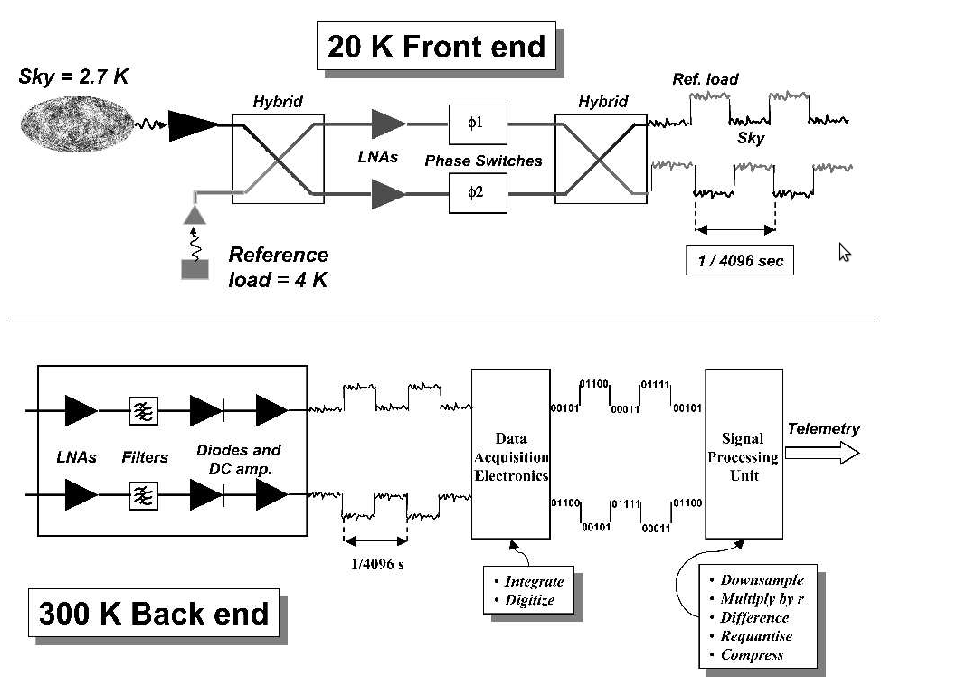 20 K Front end
Sky = 2.7 K
Hybrid
LNAs
ϕ1
Phase Switches
ϕ2
Hybrid
Ref. load
Sky
1 / 4096 sec
Reference
load = 4 K
LNAs
Filters
Diodes and
DC amp.
1/4096 s
Data
Acquisition
Electronics
• Integrate
• Digitize
00101
01100
00011
01111
00101
01100
00101
01111
00011
01100
Signal
Processing
Unit
Telemetry
• Downsample
• Multiply by r
• Difference
• Requantise
• Compress
300 K Back end